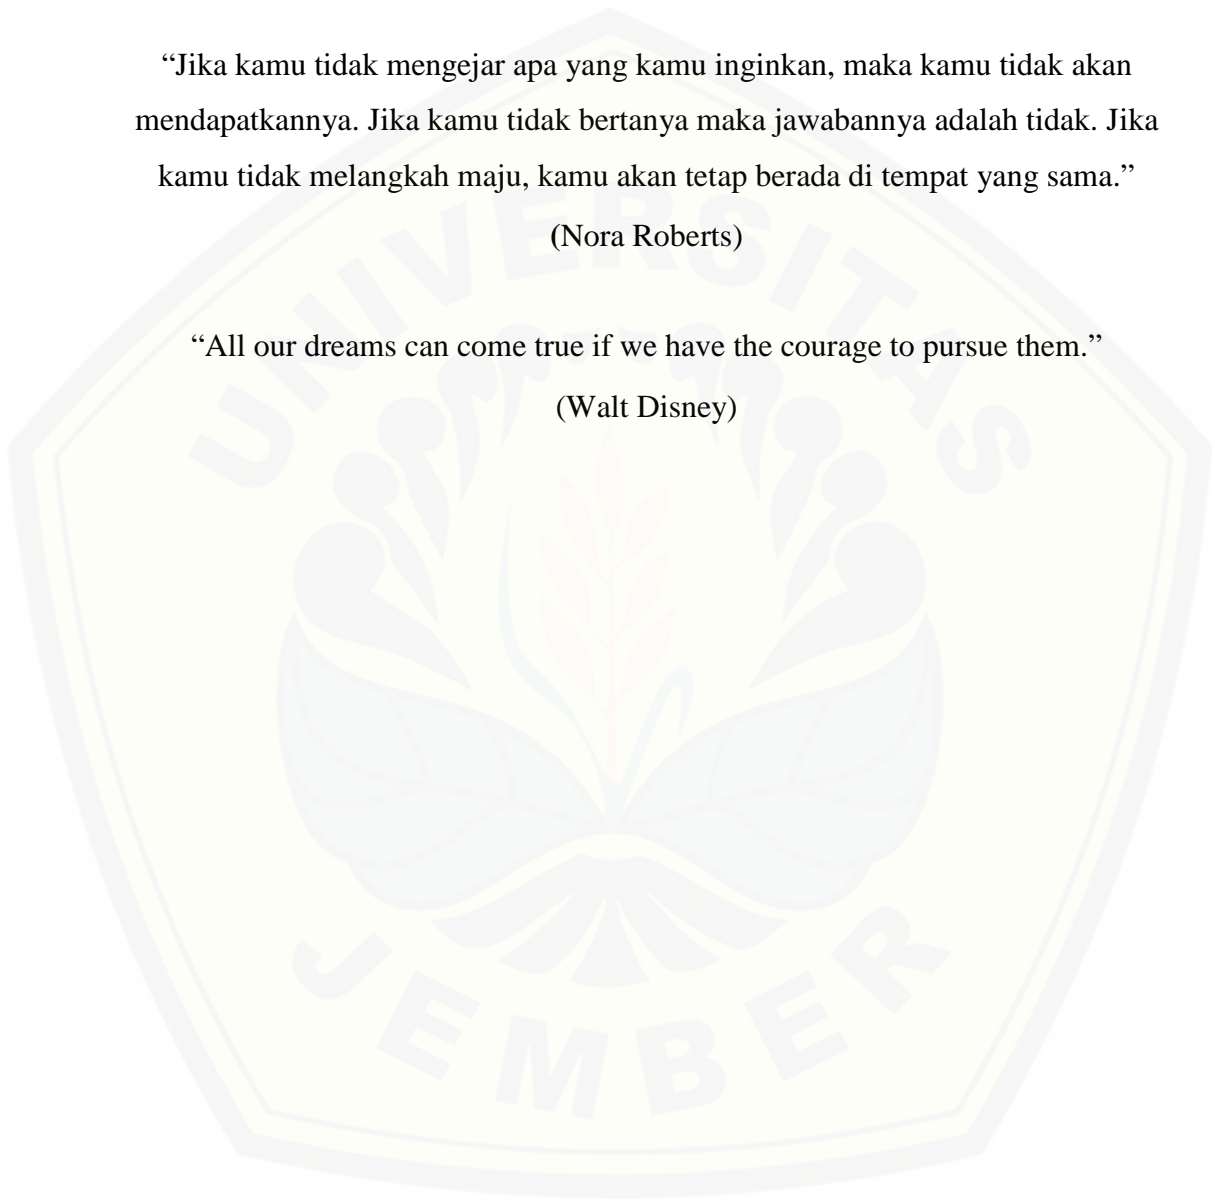 “Jika kamu tidak mengejar apa yang kamu inginkan, maka kamu tidak akan
mendapatkannya. Jika kamu tidak bertanya maka jawabannya adalah tidak. Jika
kamu tidak melangkah maju, kamu akan tetap berada di tempat yang sama.”
(Nora Roberts)
“All our dreams can come true if we have the courage to pursue them.”
(Walt Disney)
UNIVERSITAS
JEMBER